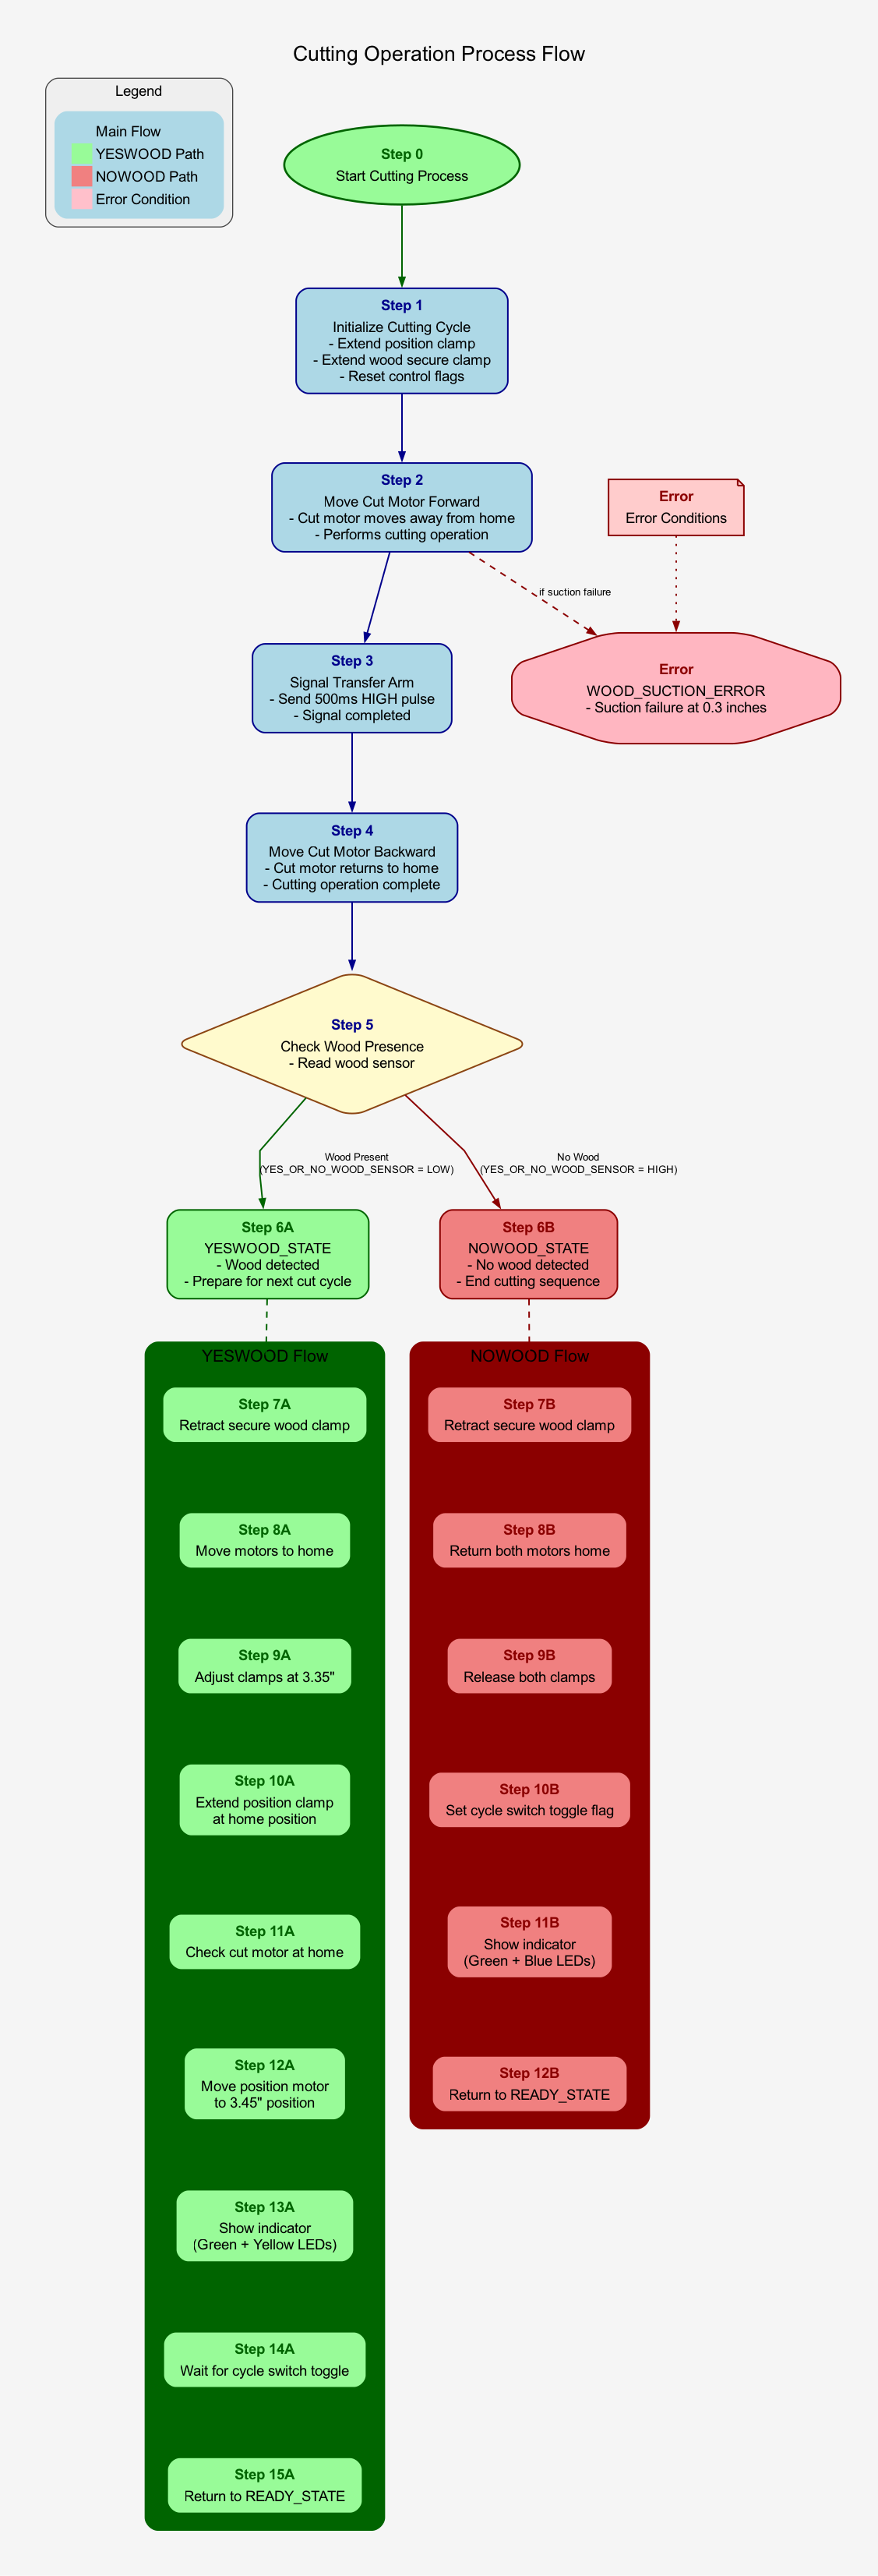 Cutting Operation Process Flow
Legend
Main Flow
YESWOOD Path
NOWOOD Path
Error Condition
Step 0
Start Cutting Process
Step 1
Initialize Cutting Cycle
- Extend position clamp
- Extend wood secure clamp
- Reset control flags
Step 2
Move Cut Motor Forward
- Cut motor moves away from home
- Performs cutting operation
Error
Error Conditions
if suction failure
Step 3
Signal Transfer Arm
- Send 500ms HIGH pulse
- Signal completed
Error
WOOD_SUCTION_ERROR
- Suction failure at 0.3 inches
Step 4
Move Cut Motor Backward
- Cut motor returns to home
- Cutting operation complete
Step 5
Check Wood Presence
- Read wood sensor
Wood Present
(YES_OR_NO_WOOD_SENSOR = LOW)
No Wood
(YES_OR_NO_WOOD_SENSOR = HIGH)
Step 6A
YESWOOD_STATE
- Wood detected
- Prepare for next cut cycle
Step 6B
NOWOOD_STATE
- No wood detected
- End cutting sequence
YESWOOD Flow
Step 7A
Retract secure wood clamp
Step 8A
Move motors to home
Step 9A
Adjust clamps at 3.35"
Step 10A
Extend position clamp
at home position
Step 11A
Check cut motor at home
Step 12A
Move position motor
to 3.45" position
Step 13A
Show indicator
(Green + Yellow LEDs)
Step 14A
Wait for cycle switch toggle
Step 15A
Return to READY_STATE
NOWOOD Flow
Step 7B
Retract secure wood clamp
Step 8B
Return both motors home
Step 9B
Release both clamps
Step 10B
Set cycle switch toggle flag
Step 11B
Show indicator
(Green + Blue LEDs)
Step 12B
Return to READY_STATE